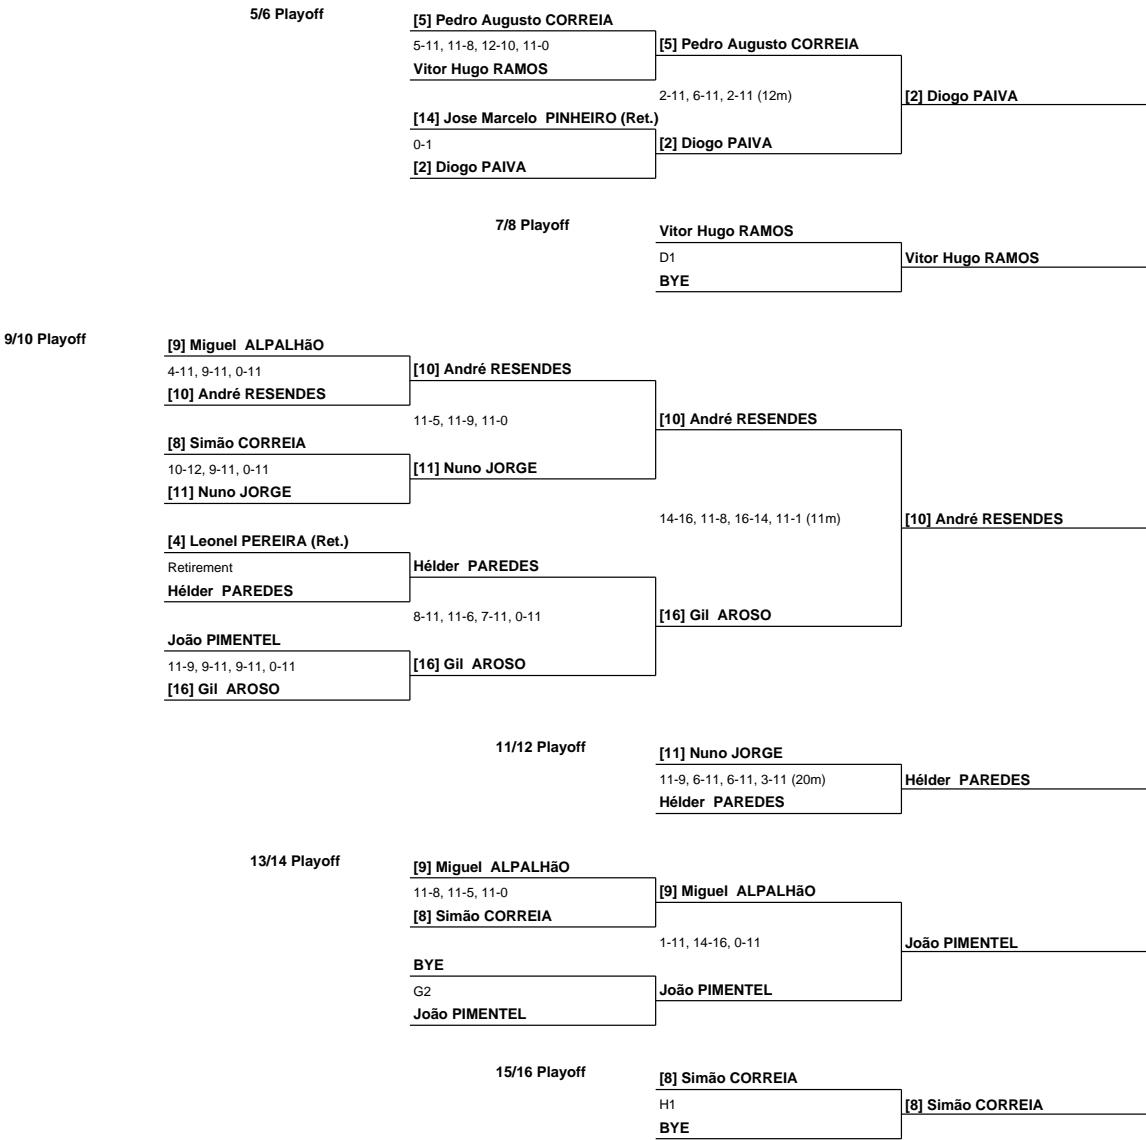 5/6 Playoff
[5] Pedro Augusto CORREIA
5-11, 11-8, 12-10, 11-0
[5] Pedro Augusto CORREIA
Vitor Hugo RAMOS
2-11, 6-11, 2-11 (12m)
[2] Diogo PAIVA
[14] Jose Marcelo  PINHEIRO (Ret.)
0-1
[2] Diogo PAIVA
[2] Diogo PAIVA
7/8 Playoff
Vitor Hugo RAMOS
D1
Vitor Hugo RAMOS
BYE
9/10 Playoff
[9] Miguel  ALPALHãO
4-11, 9-11, 0-11
[10] André RESENDES
[10] André RESENDES
11-5, 11-9, 11-0
[10] André RESENDES
[8] Simão CORREIA
10-12, 9-11, 0-11
[11] Nuno JORGE
[11] Nuno JORGE
14-16, 11-8, 16-14, 11-1 (11m)
[10] André RESENDES
[4] Leonel PEREIRA (Ret.)
Retirement
Hélder  PAREDES
Hélder  PAREDES
8-11, 11-6, 7-11, 0-11
[16] Gil  AROSO
João PIMENTEL
11-9, 9-11, 9-11, 0-11
[16] Gil  AROSO
[16] Gil  AROSO
11/12 Playoff
[11] Nuno JORGE
11-9, 6-11, 6-11, 3-11 (20m)
Hélder  PAREDES
Hélder  PAREDES
13/14 Playoff
[9] Miguel  ALPALHãO
11-8, 11-5, 11-0
[9] Miguel  ALPALHãO
[8] Simão CORREIA
1-11, 14-16, 0-11
João PIMENTEL
BYE
G2
João PIMENTEL
João PIMENTEL
15/16 Playoff
[8] Simão CORREIA
H1
[8] Simão CORREIA
BYE